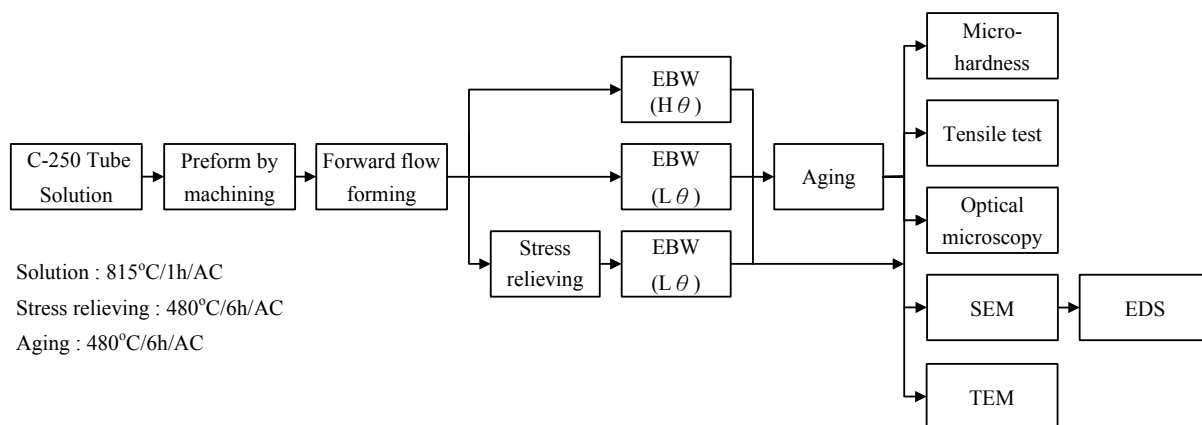 C-250 Tube
Solution
Preform by
machining
Forward flow
forming
Stress
relieving
EBW
(Hθ)
EBW
(Lθ)
EBW
(Lθ)
Aging
Micro-
hardness
Tensile test
Optical
microscopy
SEM
EDS
TEM
Solution : 815°C/1h/AC
Stress relieving : 480°C/6h/AC
Aging : 480°C/6h/AC